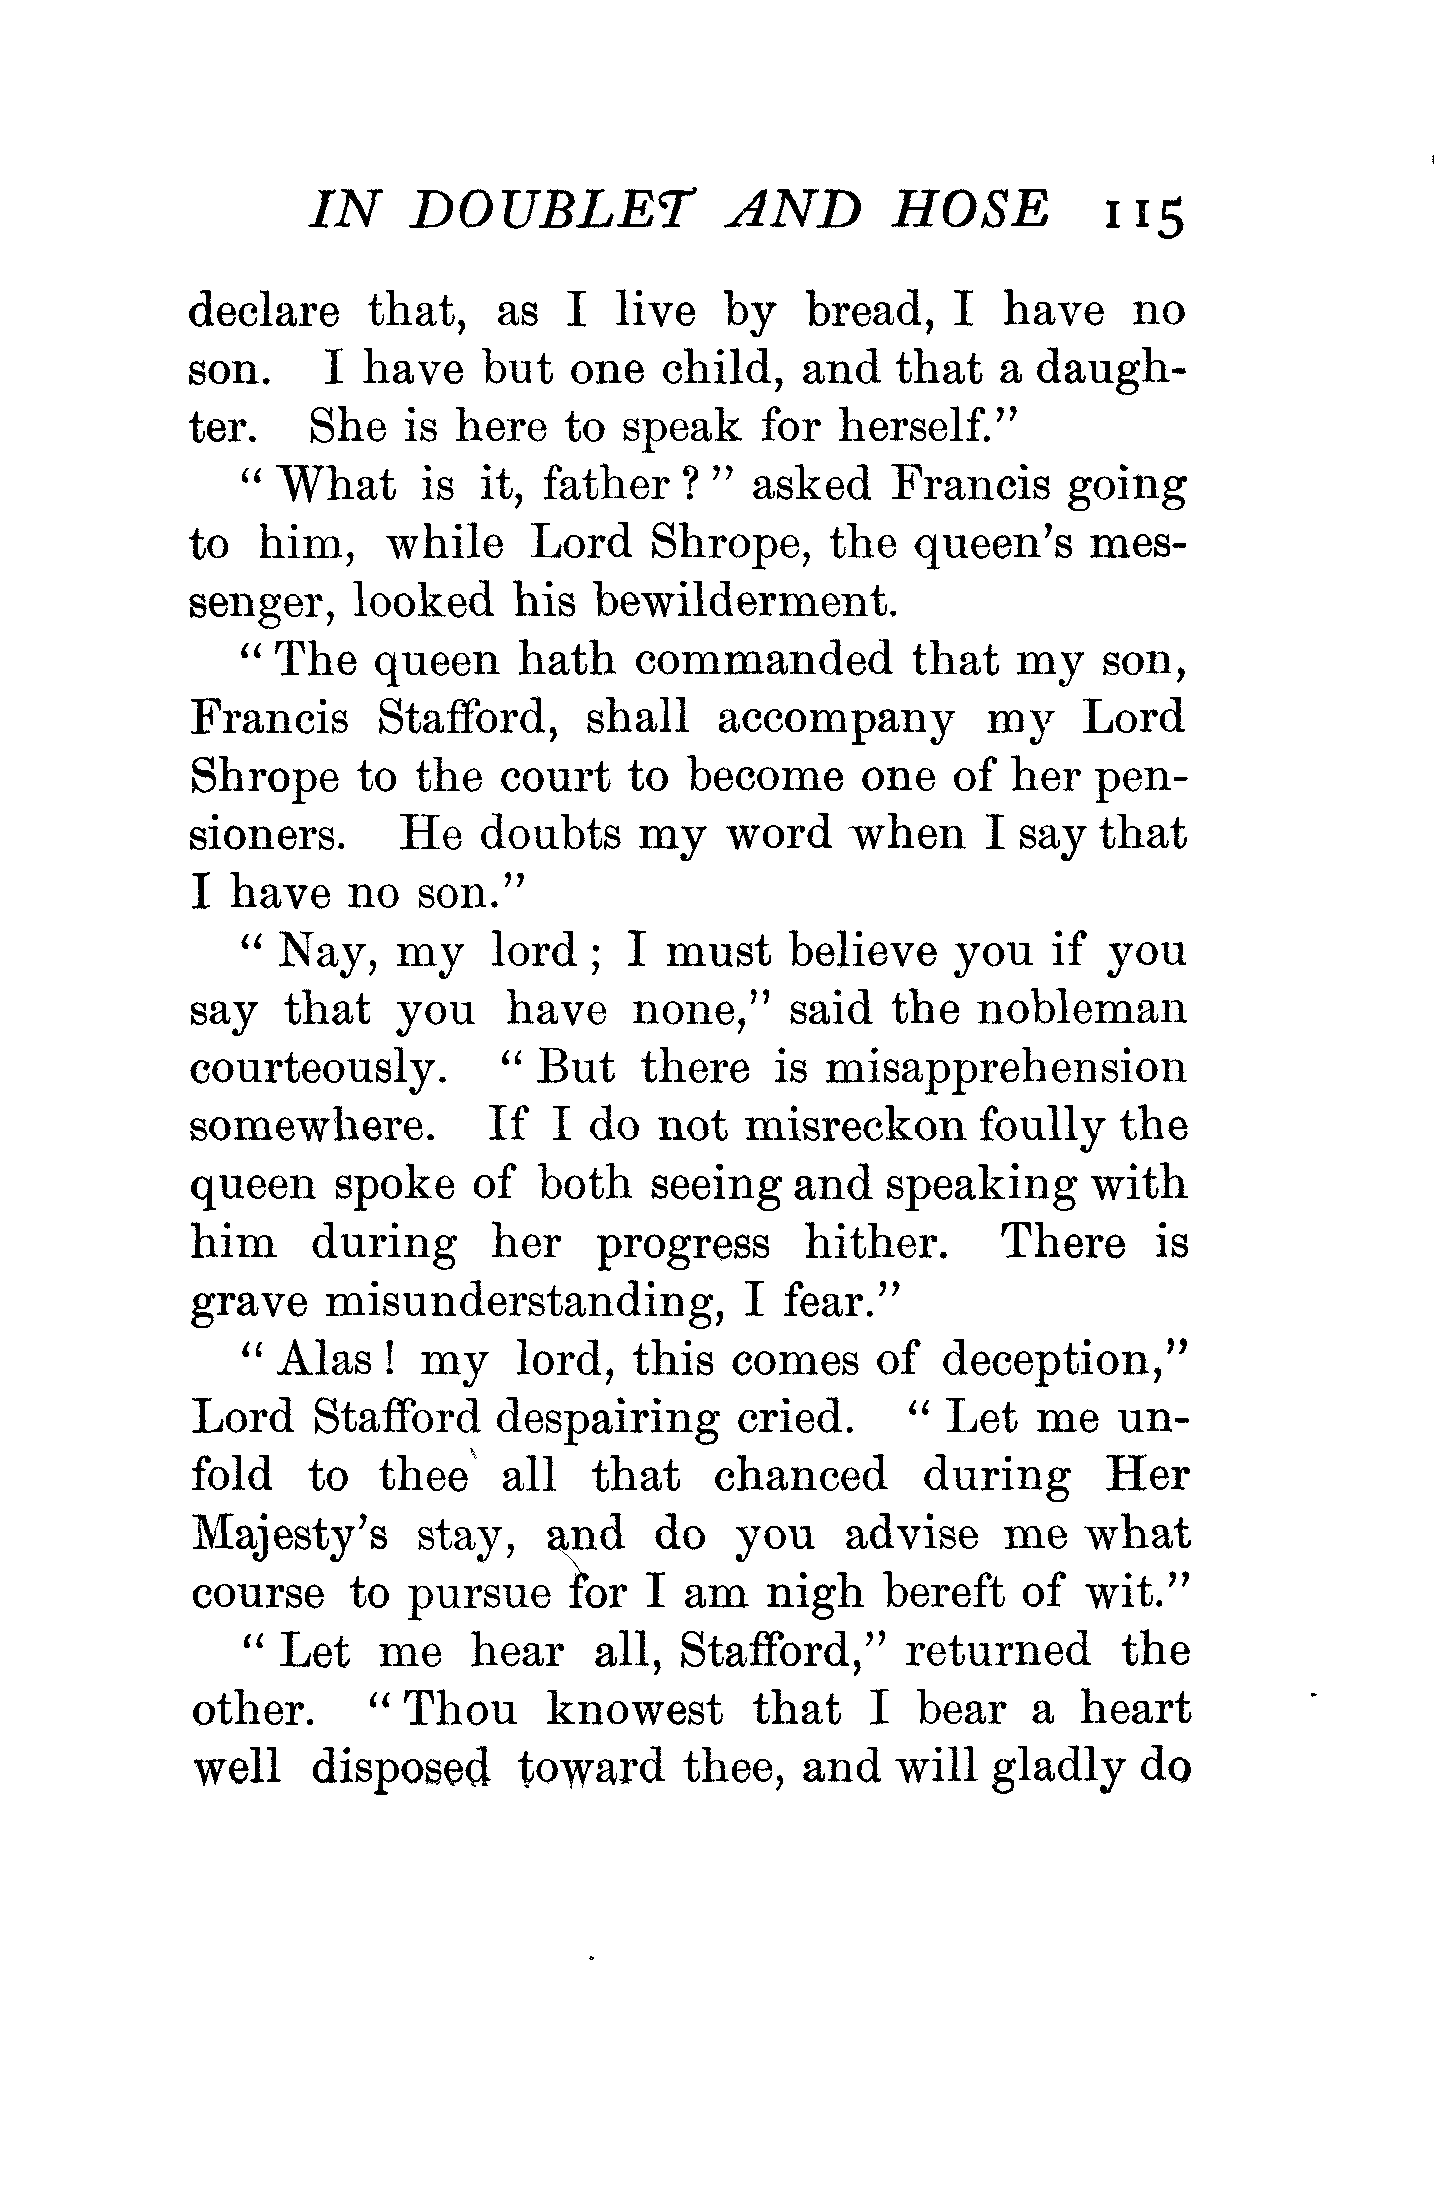 IN DOUBLET AND HOSE 115
declare that, as I live by bread, I have no
son. I have but one child, and that a daugh-
ter. She is here to speak for herself.”
“ What is it, father ? ” asked Francis going
to him, while Lord Shrope, the queen’s mes-
senger, looked his bewilderment.
“ The queen hath commanded that my son,
Francis Stafford, shall accompany my Lord
Shrope to the court to become one of her pen-
sioners. He doubts my word when I say that
I have no son.”
“ Nay, my lord ; I must believe you if you
say that you have none,” said the nobleman
courteously. “ But there is misapprehension
somewhere. If I do not misreckon foully the
queen spoke of both seeing and speaking with
him during her progress hither. There is
grave misunderstanding, I fear.”
“ Alas ! my lord, this comes of deception,”
Lord Stafford despairing cried. “ Let me un-
fold to thee all that chanced during Her
Majesty’s stay, and do you advise me what
course to pursue for I am nigh bereft of wit.”
“ Let me hear all, Stafford,” returned the
other. “ Thou knowest that I bear a heart
well disposed toward thee, and will gladly do